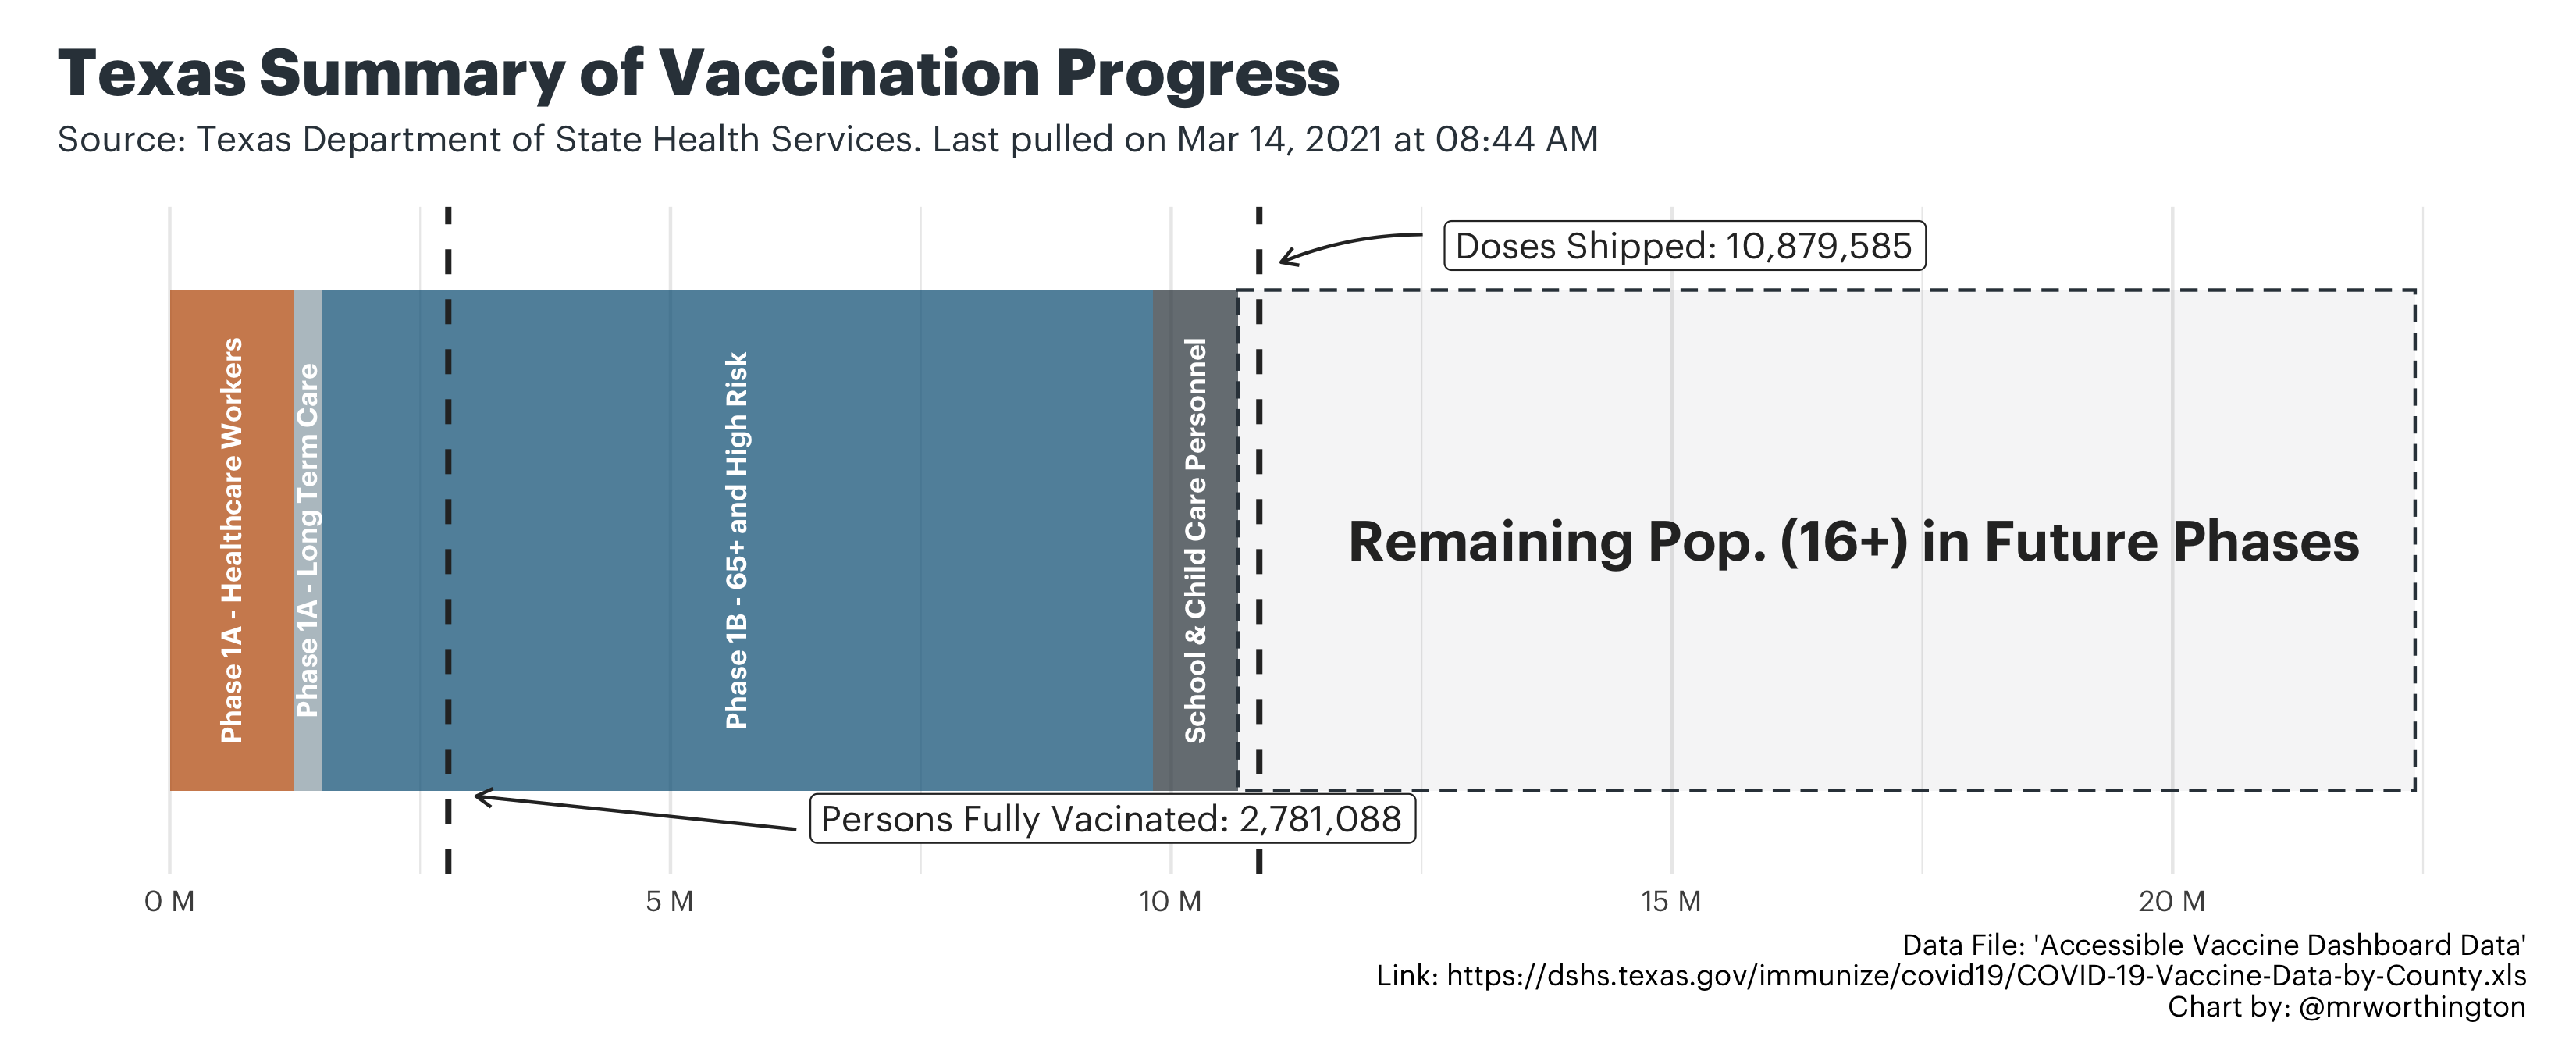 Texas Summary of Vaccination Progress
Source: Texas Department of State Health Services. Last pulled on Mar 14, 2021 at 08:44 AM
Doses Shipped: 10,879,585
Phase 1A - Healthcare Workers
Phase 1A - Long Term Care
Phase 1B - 65+ and High Risk
School & Child Care Personnel
Remaining Pop. (16+) in Future Phases
Persons Fully Vacinated: 2,781,088
0 M
5 M
10 M
15 M
20 M
Data File: 'Accessible Vaccine Dashboard Data'
Link: https://dshs.texas.gov/immunize/covid19/COVID-19-Vaccine-Data-by-County.xls
Chart by: @mrworthington